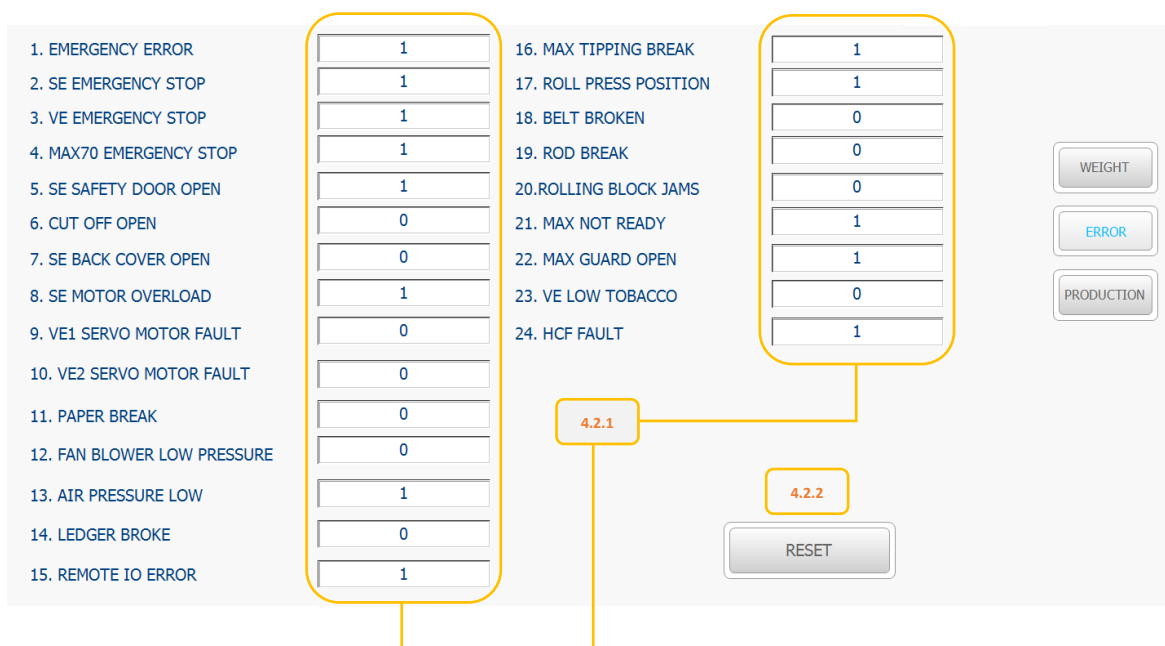 1. EMERGENCY ERROR 1
2. SE EMERGENCY STOP 1
3. VE EMERGENCY STOP 1
4. MAX70 EMERGENCY STOP 1
5. SE SAFETY DOOR OPEN 1
6. CUT OFF OPEN 0
7. SE BACK COVER OPEN 0
8. SE MOTOR OVERLOAD 1
9. VE1 SERVO MOTOR FAULT 0
10. VE2 SERVO MOTOR FAULT 0
11. PAPER BREAK 0
12. FAN BLOWER LOW PRESSURE 0
13. AIR PRESSURE LOW 1
14. LEDGER BROKE 0
15. REMOTE IO ERROR 1
16. MAX TIPPING BREAK 1
17. ROLL PRESS POSITION 1
18. BELT BROKEN 0
19. ROD BREAK 0
20.ROLLING BLOCK JAMS 0
21. MAX NOT READY 1
22. MAX GUARD OPEN 1
23. VE LOW TOBACCO 0
24. HCF FAULT 1
4.2.1
4.2.2
RESET
WEIGHT
ERROR
PRODUCTION